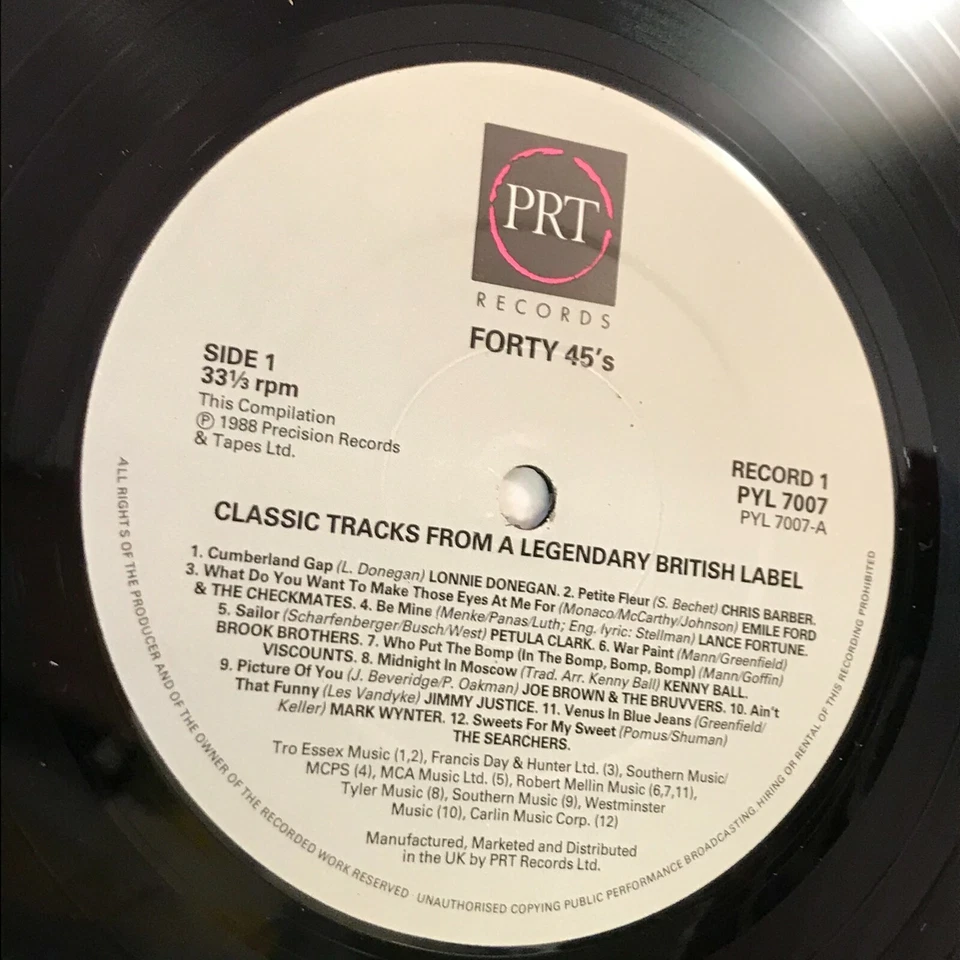 PRT
RECORDS
FORTY 45's
SIDE 1
33⅓ rpm
This Compilation
℗ 1988 Precision Records
& Tapes Ltd.
RECORD 1
PYL 7007
PYL 7007-A
CLASSIC TRACKS FROM A LEGENDARY BRITISH LABEL
1. Cumberland Gap (L. Donegan) LONNIE DONEGAN. 2. Petite Fleur (S. Bechet) CHRIS BARBER.
3. What Do You Want To Make Those Eyes At Me For (Monaco/McCarthy/Johnson) EMILE FORD
& THE CHECKMATES. 4. Be Mine (Menke/Panas/Luth; Eng. lyric: Stellman) LANCE FORTUNE.
5. Sailor (Scharfenberger/Busch/West) PETULA CLARK. 6. War Paint (Mann/Greenfield)
BROOK BROTHERS. 7. Who Put The Bomp (In The Bomp, Bomp, Bomp) (Mann/Goffin)
VISCOUNTS. 8. Midnight In Moscow (Trad. Arr. Kenny Ball) KENNY BALL.
9. Picture Of You (J. Beveridge/P. Oakman) JOE BROWN & THE BRUVVERS. 10. Ain't
That Funny (Les Vandyke) JIMMY JUSTICE. 11. Venus In Blue Jeans (Greenfield/
Keller) MARK WYNTER. 12. Sweets For My Sweet (Pomus/Shuman)
THE SEARCHERS.
Tro Essex Music (1,2), Francis Day & Hunter Ltd. (3), Southern Music/
MCPS (4), MCA Music Ltd. (5), Robert Mellin Music (6,7,11),
Tyler Music (8), Southern Music (9), Westminster
Music (10), Carlin Music Corp. (12)
Manufactured, Marketed and Distributed
in the UK by PRT Records Ltd.
ALL RIGHTS OF THE PRODUCER AND OF THE OWNER OF THE RECORDED WORK RESERVED UNAUTHORISED COPYING PUBLIC PERFORMANCE BROADCASTING, HIRING OR RENTAL OF THIS RECORDING PROHIBITED